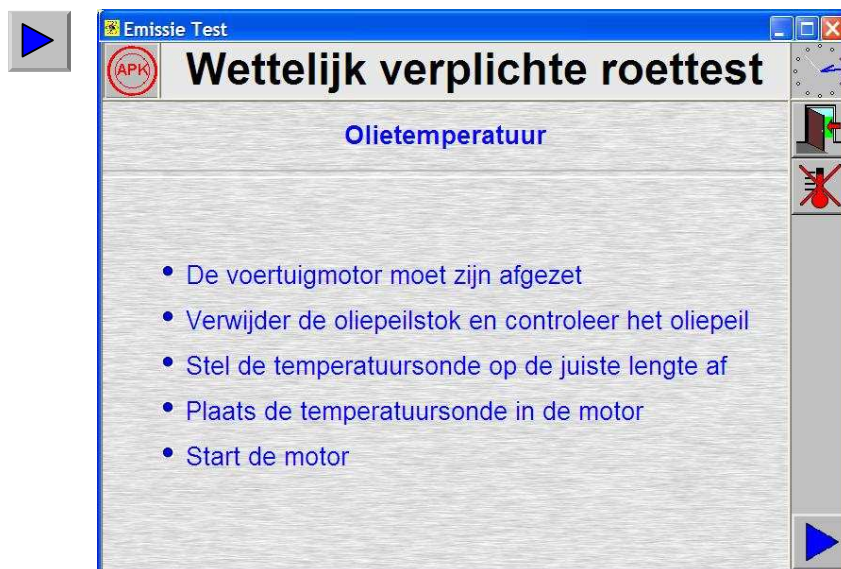 Emissie Test
APK
Wettelijk verplichte roettest
Olietemperatuur
• De voertuigmotor moet zijn afgezet
• Verwijder de oliepeilstok en controleer het oliepeil
• Stel de temperatuursonde op de juiste lengte af
• Plaats de temperatuursonde in de motor
• Start de motor